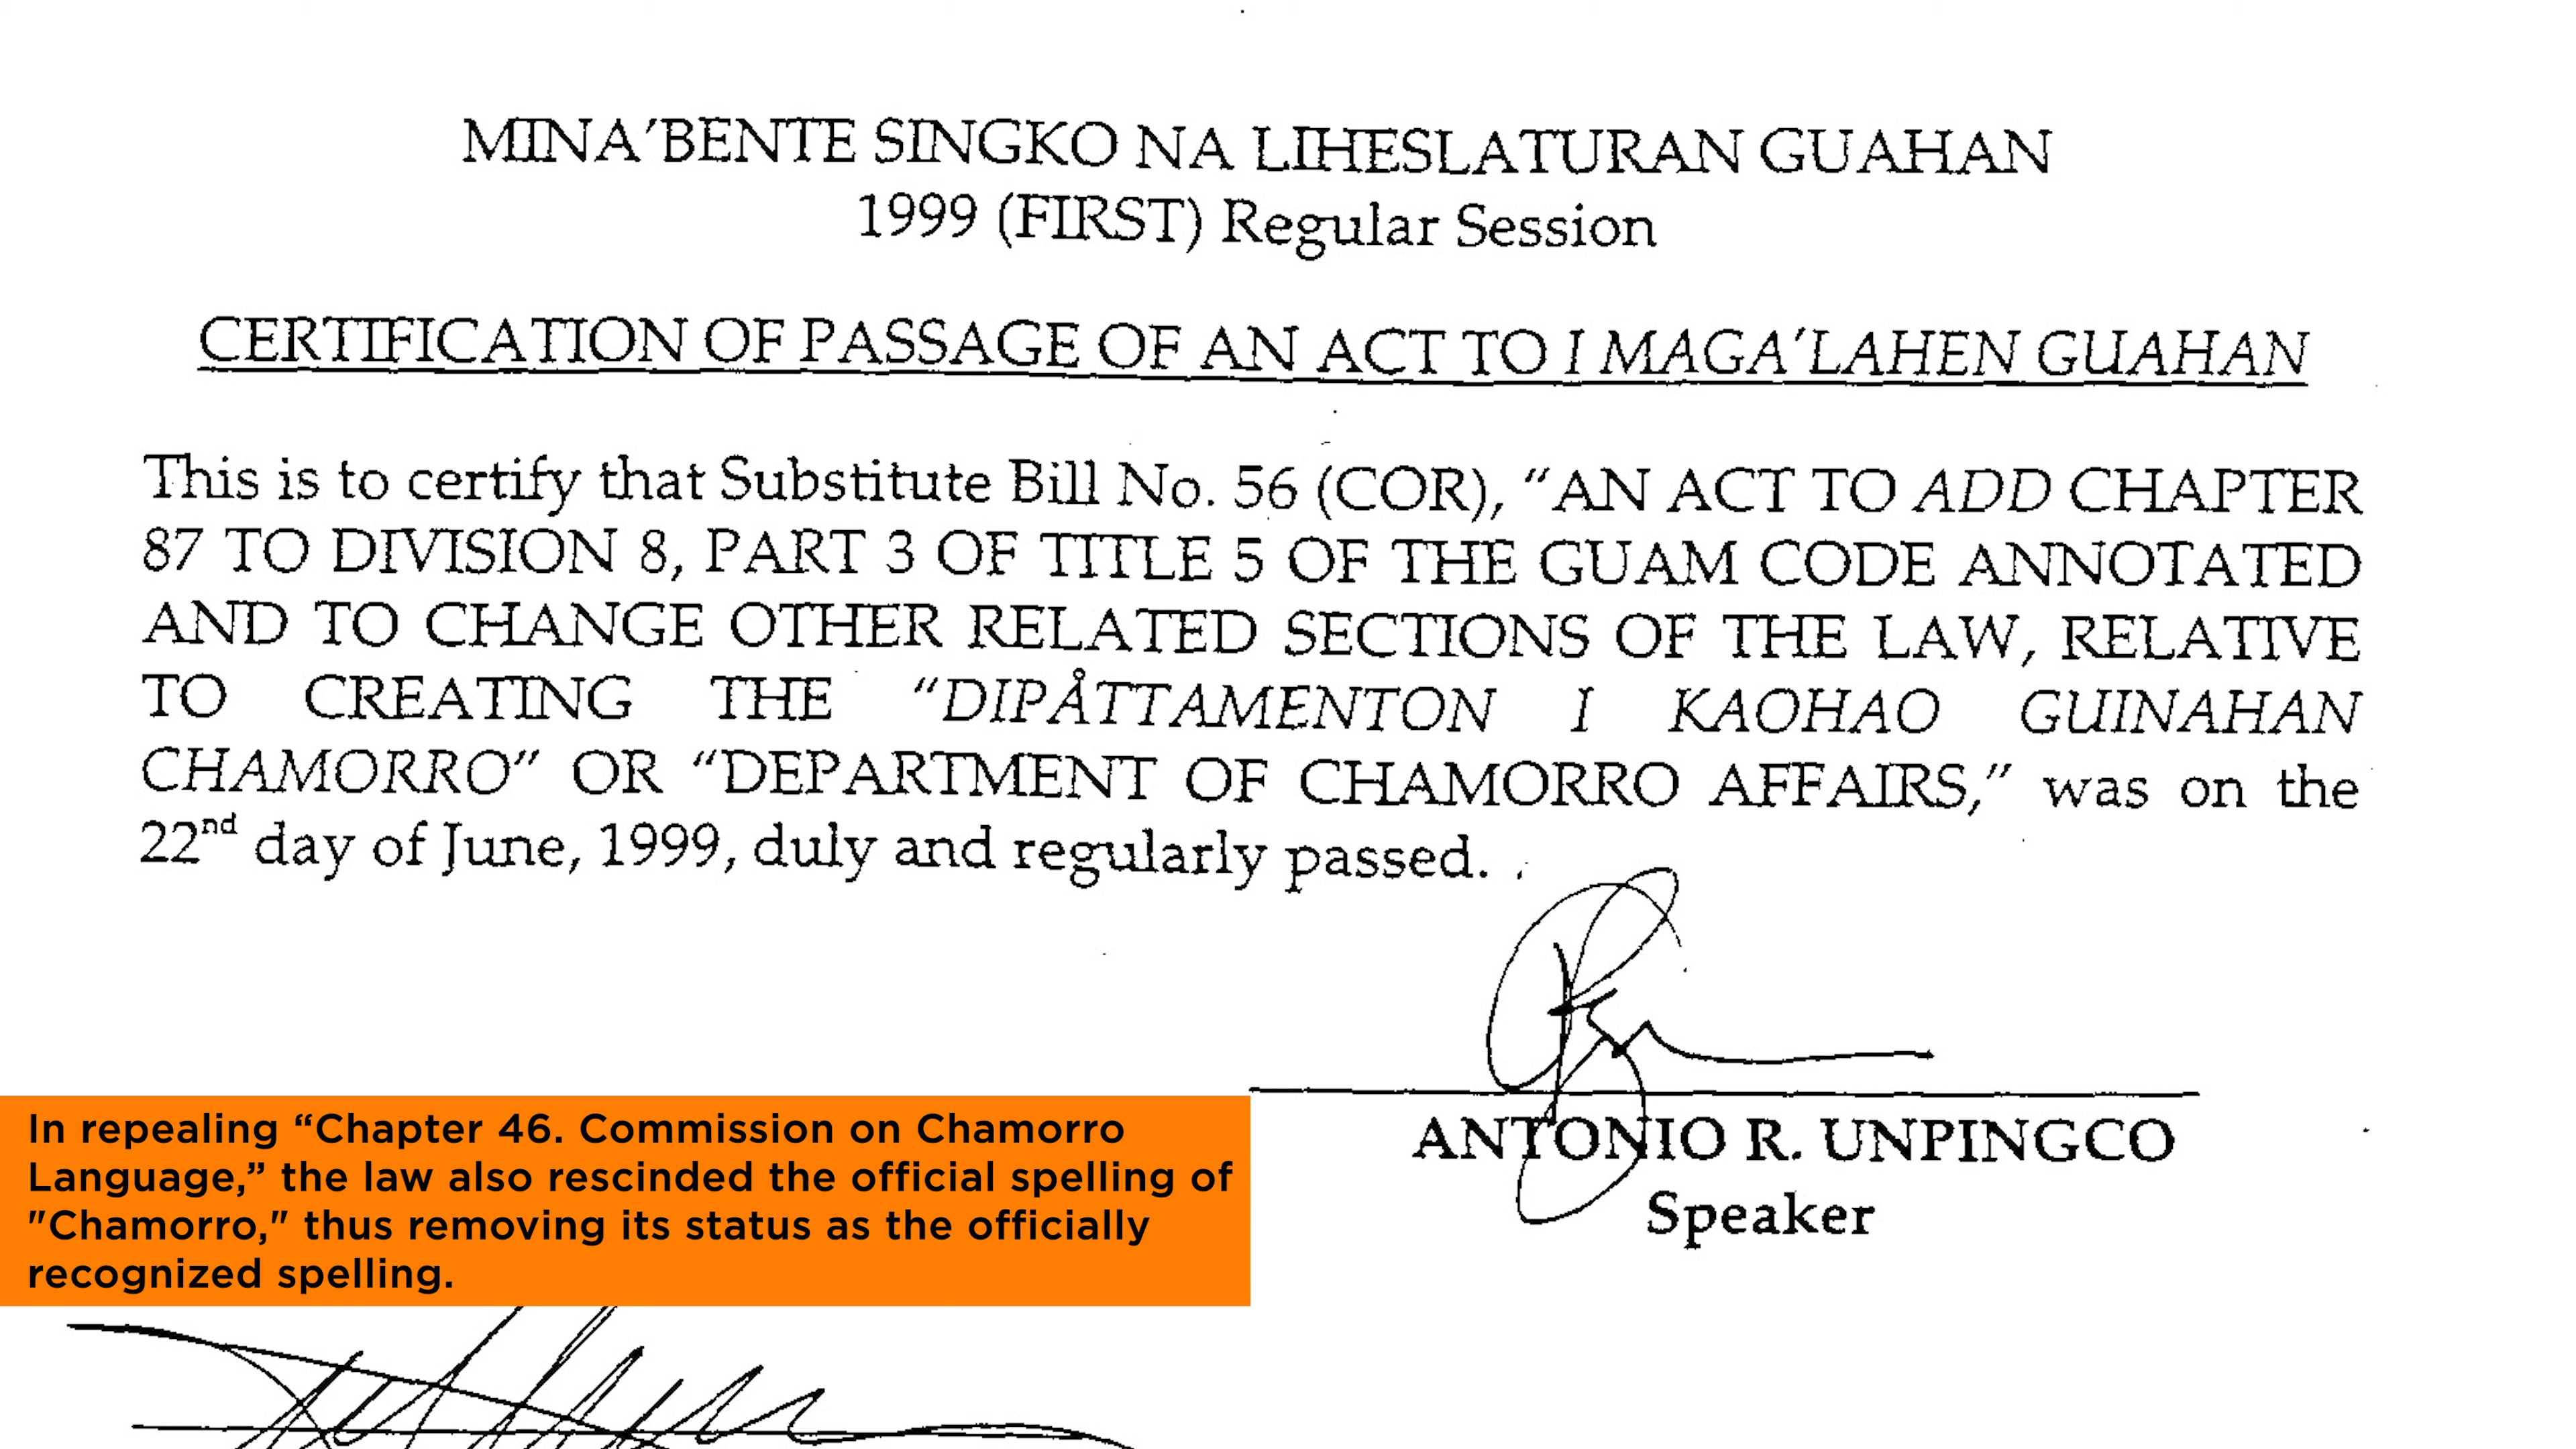 MINA'BENTE SINGKO NA LIHESLATURAN GUAHAN
1999 (FIRST) Regular Session
CERTIFICATION OF PASSAGE OF AN ACT TO I MAGA'LAHEN GUAHAN
This is to certify that Substitute Bill No. 56 (COR), “AN ACT TO ADD CHAPTER
87 TO DIVISION 8, PART 3 OF TITLE 5 OF THE GUAM CODE ANNOTATED
AND TO CHANGE OTHER RELATED SECTIONS OF THE LAW, RELATIVE
TO CREATING THE “DIPÅTTAMENTON I KAOHAO GUINAHAN
CHAMORRO” OR “DEPARTMENT OF CHAMORRO AFFAIRS,” was on the
22nd day of June, 1999, duly and regularly passed.
ANTONIO R. UNPINGCO
Speaker
In repealing “Chapter 46. Commission on Chamorro
Language,” the law also rescinded the official spelling of
"Chamorro," thus removing its status as the officially
recognized spelling.